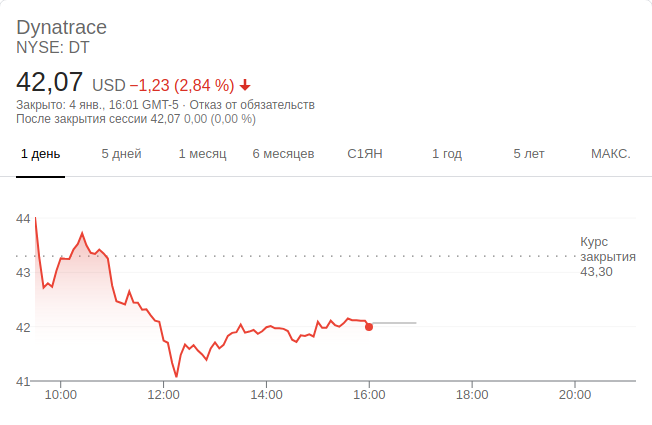 Dynatrace
NYSE: DT
42,07 USD −1,23 (2,84 %)
Закрыто: 4 янв., 16:01 GMT-5 · Отказ от обязательств
После закрытия сессии 42,07 0,00 (0,00 %)
1 день 5 дней 1 месяц 6 месяцев С1ЯН 1 год 5 лет МАКС.
44
Курс
закрытия
43,30
43
42
41
10:00 12:00 14:00 16:00 18:00 20:00